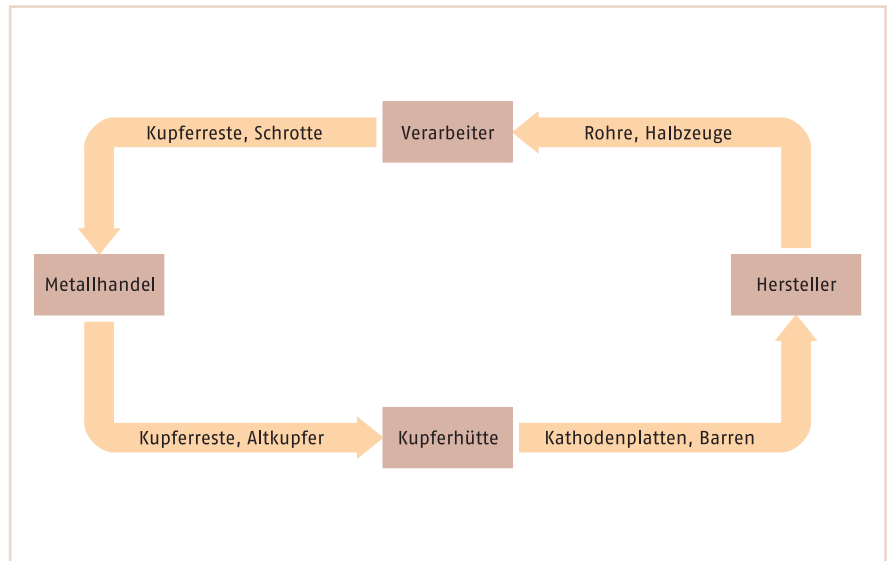 Kupferreste, Schrotte
Verarbeiter
Rohre, Halbzeuge
Metallhandel
Hersteller
Kupferreste, Altkupfer
Kupferhütte
Kathodenplatten, Barren